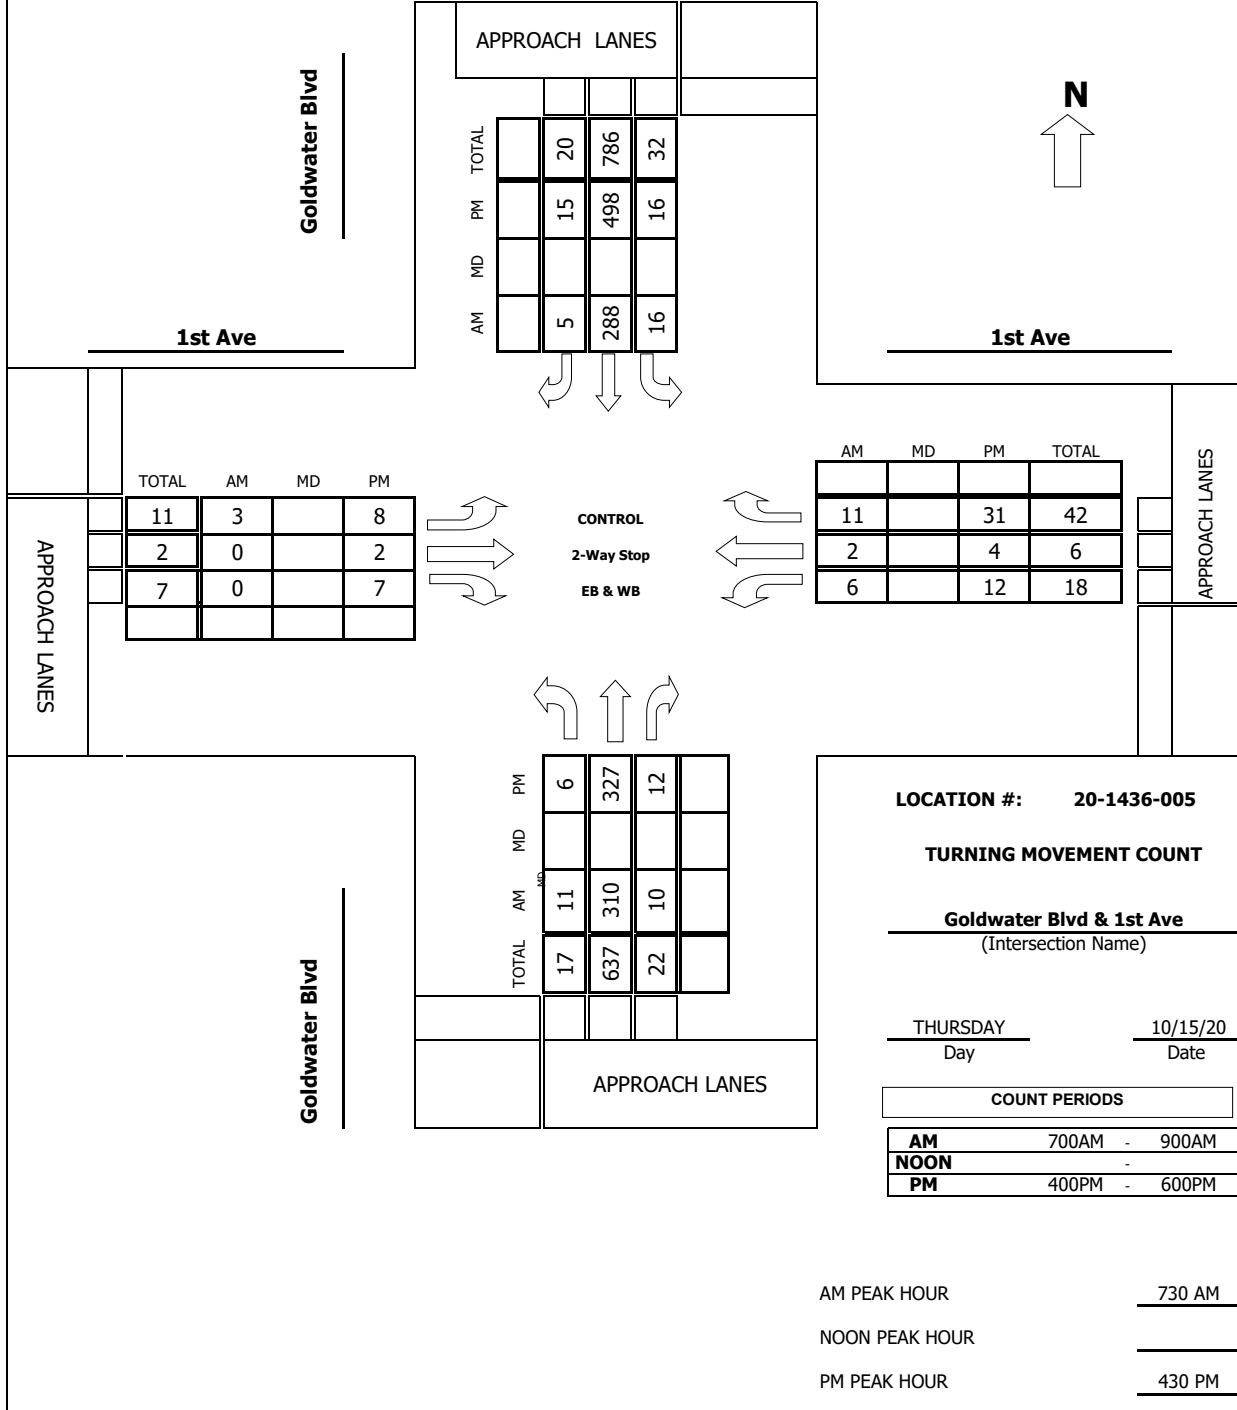 APPROACH LANES
Goldwater Blvd
N
TOTAL 20 786 32
PM 15 498 16
MD
AM 5 288 16
1st Ave
1st Ave
AM MD PM TOTAL
11 31 42
2 4 6
6 12 18
APPROACH LANES
TOTAL AM MD PM
11 3 8
2 0 2
7 0 7
APPROACH LANES
CONTROL
2-Way Stop
EB & WB
PM 6 327 12
MD
MD
AM 11 310 10
TOTAL 17 637 22
Goldwater Blvd
APPROACH LANES
LOCATION #: 20-1436-005
TURNING MOVEMENT COUNT
Goldwater Blvd & 1st Ave
(Intersection Name)
THURSDAY 10/15/20
Day Date
COUNT PERIODS
AM 700AM - 900AM
NOON -
PM 400PM - 600PM
AM PEAK HOUR 730 AM
NOON PEAK HOUR
PM PEAK HOUR 430 PM